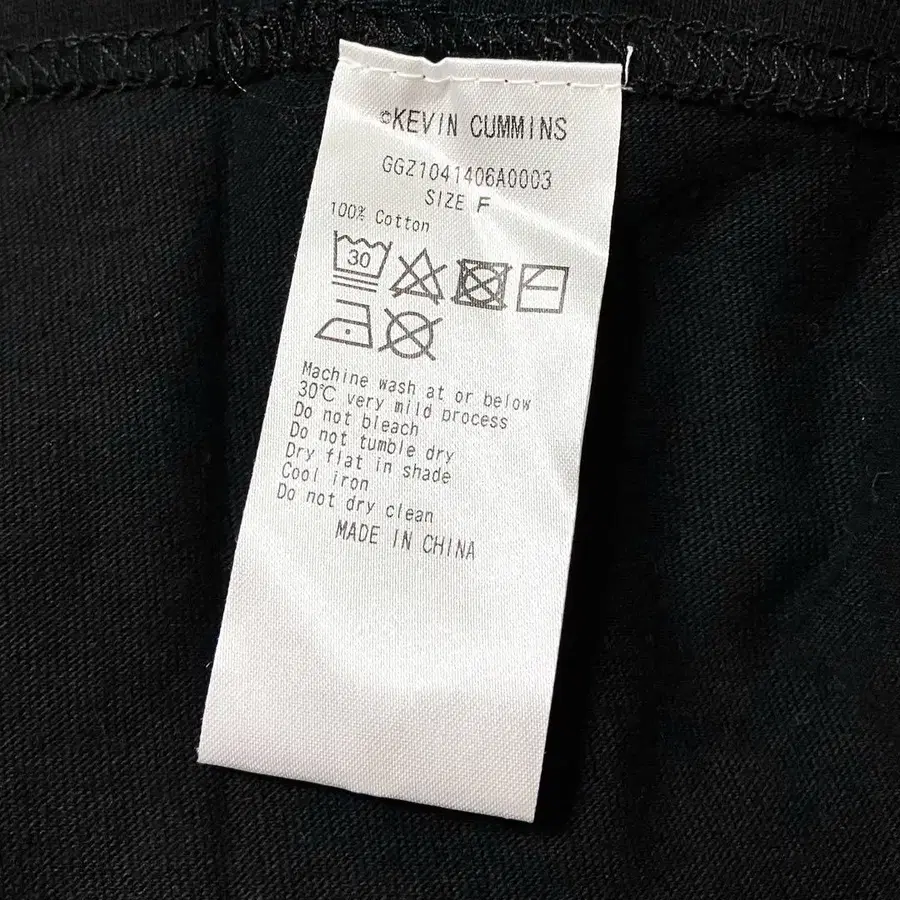 ©KEVIN CUMMINS
GGZ1041406A0003
SIZE F
100% Cotton
30
Machine wash at or below
30℃ very mild process
Do not bleach
Do not tumble dry
Dry flat in shade
Cool iron
Do not dry clean
MADE IN CHINA